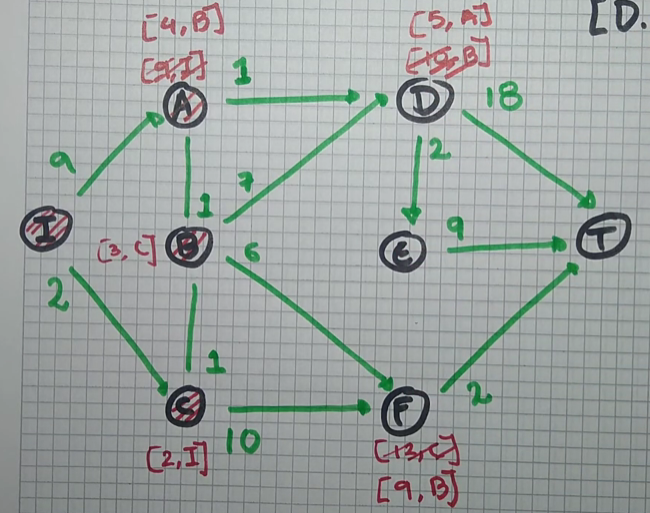 [4, B]
[5, A]
[D.
[9, I]
[10, B]
1
A
D
18
9
2
7
1
I
[3, C]
B
6
E
9
T
2
1
C
F
2
10
[2, I]
[13, C]
[9, B]